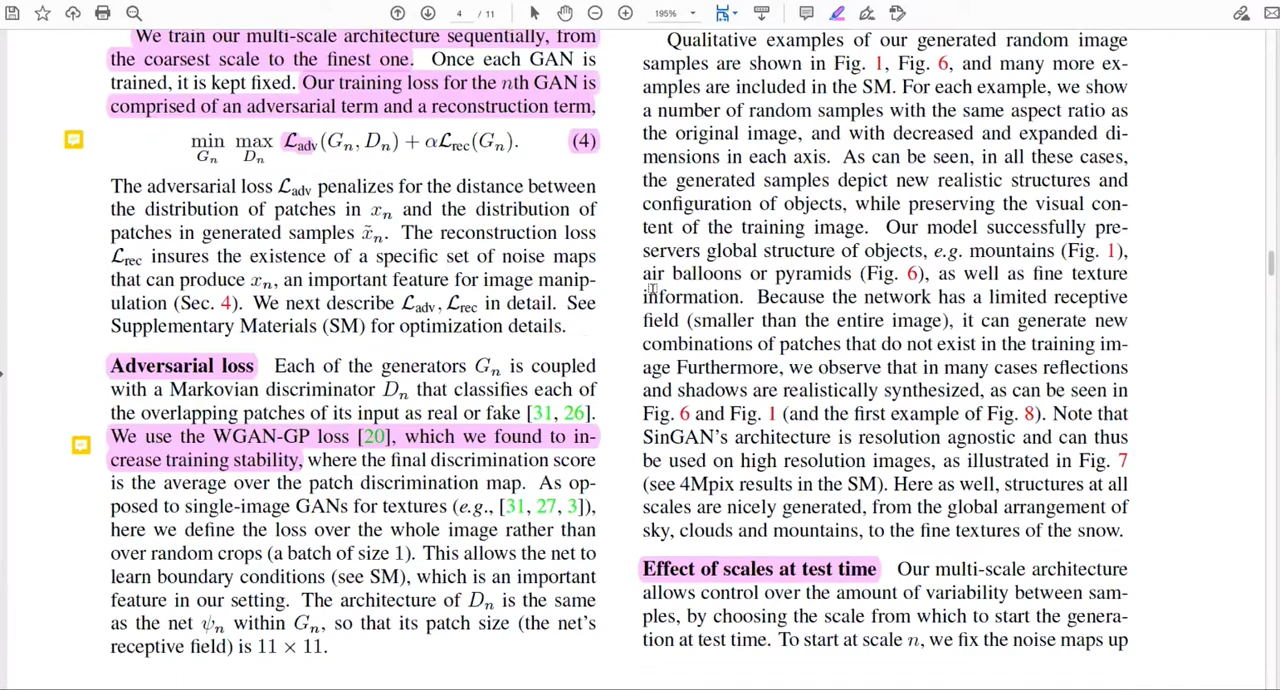 4 / 11
195%
We train our multi-scale architecture sequentially, from
the coarsest scale to the finest one. Once each GAN is
trained, it is kept fixed. Our training loss for the nth GAN is
comprised of an adversarial term and a reconstruction term,
min max ℒadv(Gn, Dn) + αℒrec(Gn). (4)
Gn Dn
The adversarial loss ℒadv penalizes for the distance between
the distribution of patches in xn and the distribution of
patches in generated samples x̃n. The reconstruction loss
ℒrec insures the existence of a specific set of noise maps
that can produce xn, an important feature for image manip-
ulation (Sec. 4). We next describe ℒadv, ℒrec in detail. See
Supplementary Materials (SM) for optimization details.
Adversarial loss Each of the generators Gn is coupled
with a Markovian discriminator Dn that classifies each of
the overlapping patches of its input as real or fake [31, 26].
We use the WGAN-GP loss [20], which we found to in-
crease training stability, where the final discrimination score
is the average over the patch discrimination map. As op-
posed to single-image GANs for textures (e.g., [31, 27, 3]),
here we define the loss over the whole image rather than
over random crops (a batch of size 1). This allows the net to
learn boundary conditions (see SM), which is an important
feature in our setting. The architecture of Dn is the same
as the net ψn within Gn, so that its patch size (the net's
receptive field) is 11 × 11.
Qualitative examples of our generated random image
samples are shown in Fig. 1, Fig. 6, and many more ex-
amples are included in the SM. For each example, we show
a number of random samples with the same aspect ratio as
the original image, and with decreased and expanded di-
mensions in each axis. As can be seen, in all these cases,
the generated samples depict new realistic structures and
configuration of objects, while preserving the visual con-
tent of the training image. Our model successfully pre-
servers global structure of objects, e.g. mountains (Fig. 1),
air balloons or pyramids (Fig. 6), as well as fine texture
information. Because the network has a limited receptive
field (smaller than the entire image), it can generate new
combinations of patches that do not exist in the training im-
age Furthermore, we observe that in many cases reflections
and shadows are realistically synthesized, as can be seen in
Fig. 6 and Fig. 1 (and the first example of Fig. 8). Note that
SinGAN's architecture is resolution agnostic and can thus
be used on high resolution images, as illustrated in Fig. 7
(see 4Mpix results in the SM). Here as well, structures at all
scales are nicely generated, from the global arrangement of
sky, clouds and mountains, to the fine textures of the snow.
Effect of scales at test time Our multi-scale architecture
allows control over the amount of variability between sam-
ples, by choosing the scale from which to start the genera-
tion at test time. To start at scale n, we fix the noise maps up